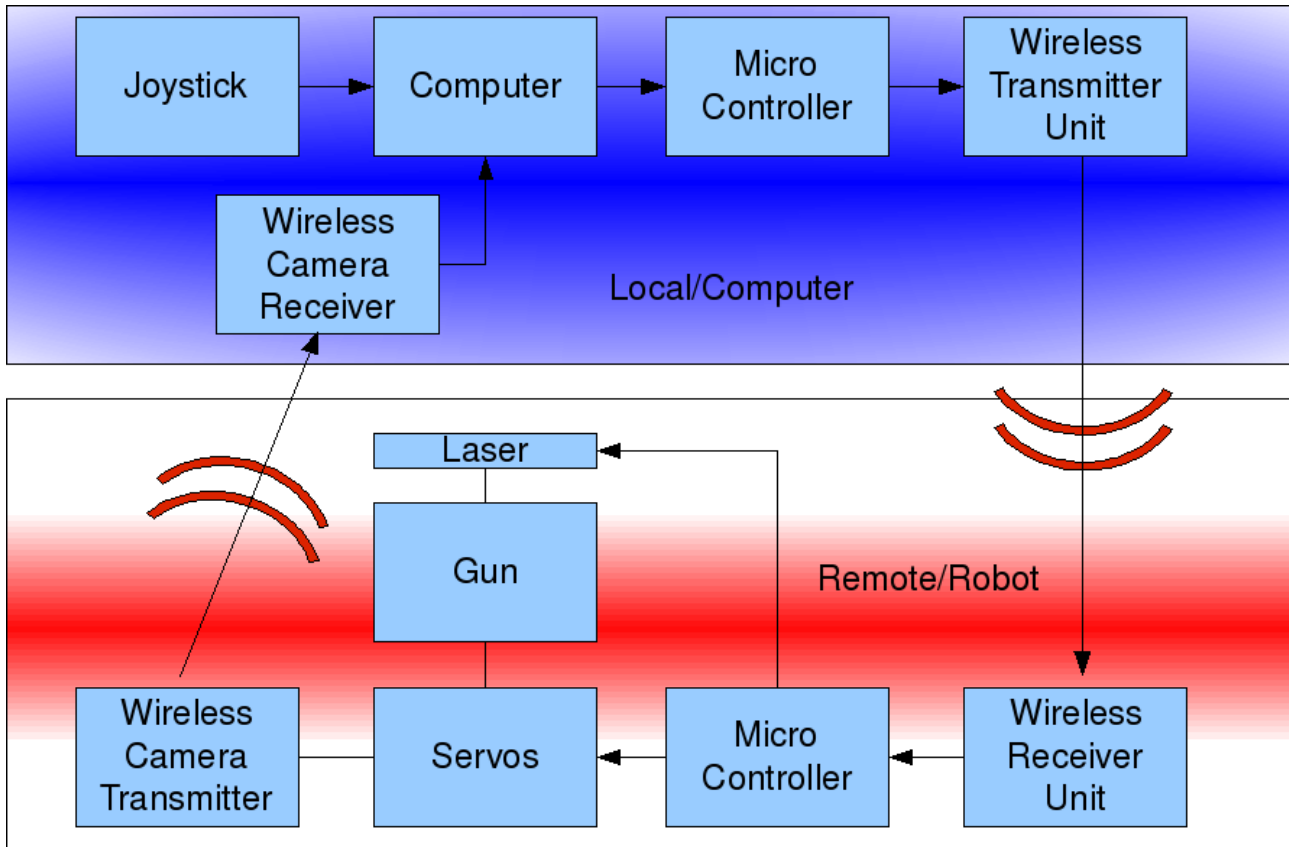 Joystick
Computer
Micro
Controller
Wireless
Transmitter
Unit
Wireless
Camera
Receiver
Local/Computer
Laser
Gun
Remote/Robot
Wireless
Camera
Transmitter
Servos
Micro
Controller
Wireless
Receiver
Unit